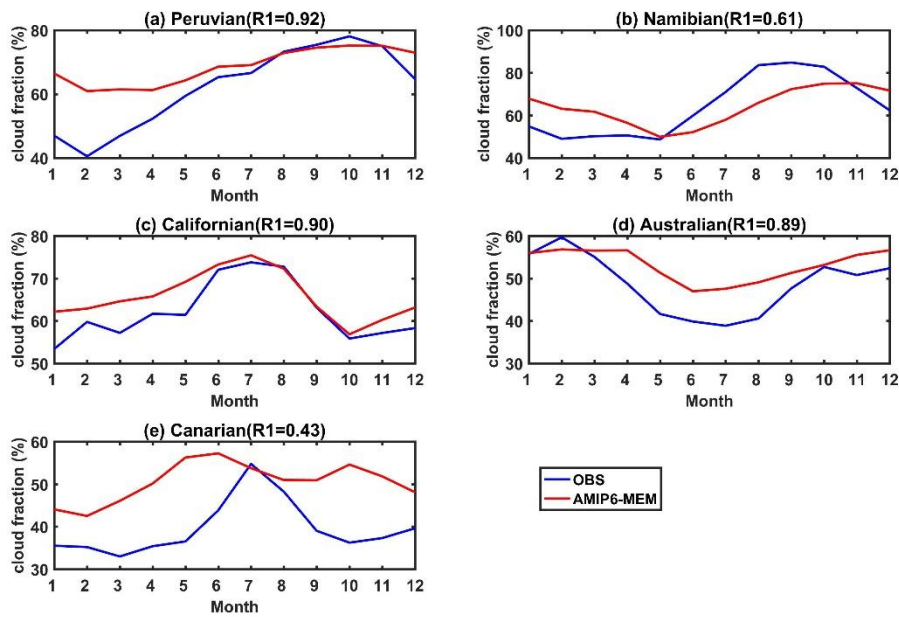 (a) Peruvian(R1=0.92)
cloud fraction (%)
80
60
40
1 2 3 4 5 6 7 8 9 10 11 12
Month
(b) Namibian(R1=0.61)
cloud fraction (%)
100
80
60
40
1 2 3 4 5 6 7 8 9 10 11 12
Month
(c) Californian(R1=0.90)
cloud fraction (%)
80
70
60
50
1 2 3 4 5 6 7 8 9 10 11 12
Month
(d) Australian(R1=0.89)
cloud fraction (%)
60
50
40
30
1 2 3 4 5 6 7 8 9 10 11 12
Month
(e) Canarian(R1=0.43)
cloud fraction (%)
60
50
40
30
1 2 3 4 5 6 7 8 9 10 11 12
Month
OBS
AMIP6-MEM